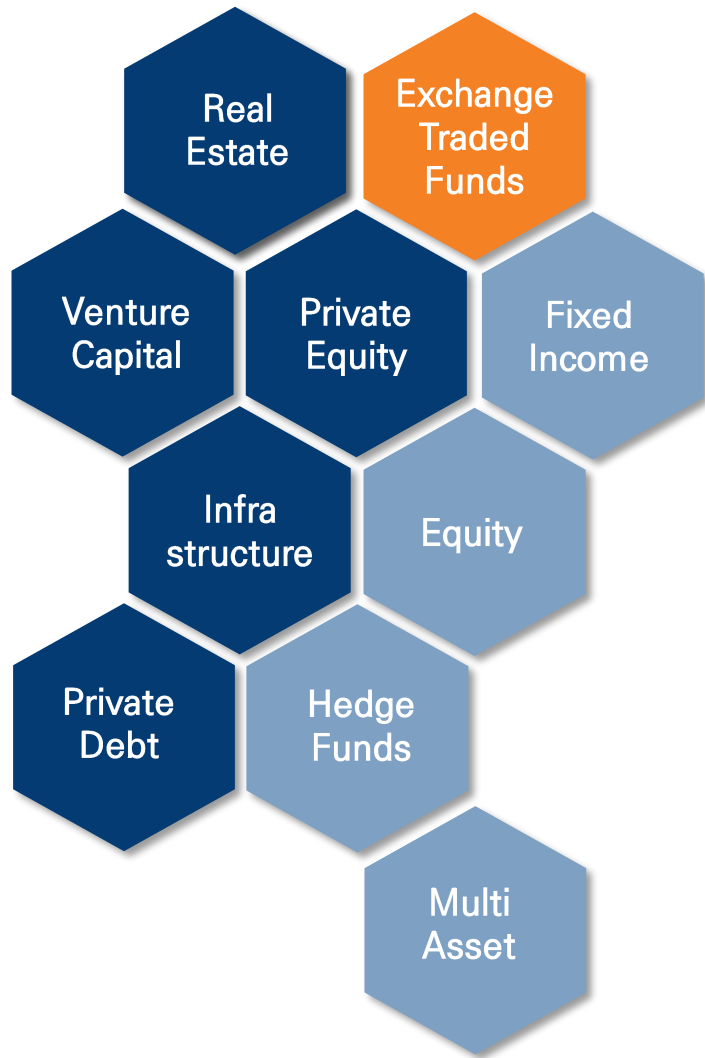 Real
Estate
Exchange
Traded
Funds
Venture
Capital
Private
Equity
Fixed
Income
Infra
structure
Equity
Private
Debt
Hedge
Funds
Multi
Asset